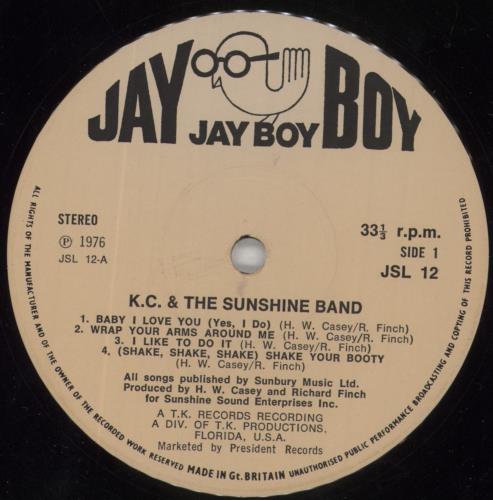 JAY BOY
JAY BOY
STEREO
Ⓟ 1976
JSL 12-A
33⅓ r.p.m.
SIDE 1
JSL 12
K.C. & THE SUNSHINE BAND
1. BABY I LOVE YOU (Yes, I Do) (H. W. Casey/R. Finch)
2. WRAP YOUR ARMS AROUND ME (H. W. Casey/R. Finch)
3. I LIKE TO DO IT (H. W. Casey/R. Finch)
4. (SHAKE, SHAKE, SHAKE) SHAKE YOUR BOOTY
(H. W. Casey/R. Finch)
All songs published by Sunbury Music Ltd.
Produced by H. W. Casey and Richard Finch
for Sunshine Sound Enterprises Inc.
A T.K. RECORDS RECORDING
A DIV. OF T.K. PRODUCTIONS,
FLORIDA, U.S.A.
Marketed by President Records
ALL RIGHTS OF THE MANUFACTURER AND OF THE OWNER OF THE RECORDED WORK RESERVED MADE IN Gt. BRITAIN UNAUTHORISED PUBLIC PERFORMANCE BROADCASTING AND COPYING OF THIS RECORD PROHIBITED